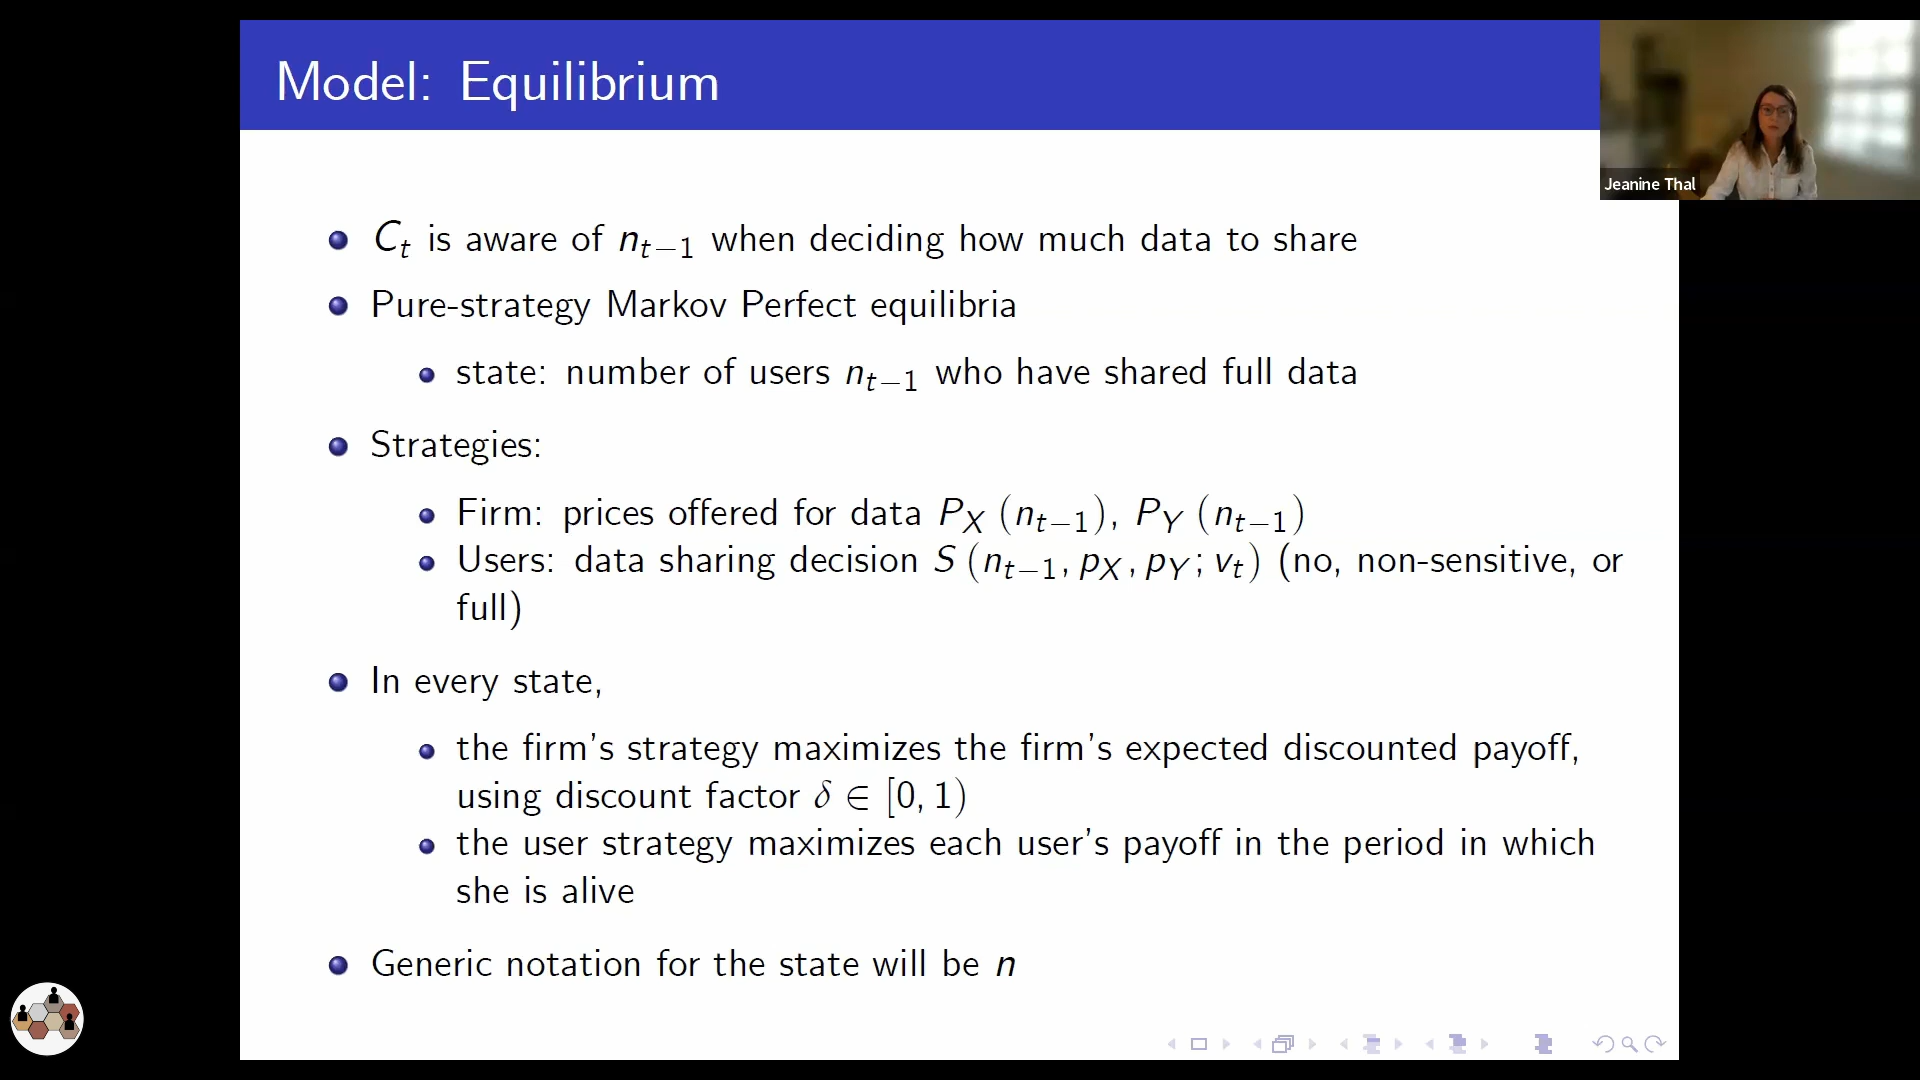 Model: Equilibrium
Jeanine Thal
C_t is aware of n_{t−1} when deciding how much data to share
Pure-strategy Markov Perfect equilibria
state: number of users n_{t−1} who have shared full data
Strategies:
Firm: prices offered for data P_X (n_{t−1}), P_Y (n_{t−1})
Users: data sharing decision S (n_{t−1}, p_X, p_Y; v_t) (no, non-sensitive, or
full)
In every state,
the firm's strategy maximizes the firm's expected discounted payoff,
using discount factor δ ∈ [0, 1)
the user strategy maximizes each user's payoff in the period in which
she is alive
Generic notation for the state will be n